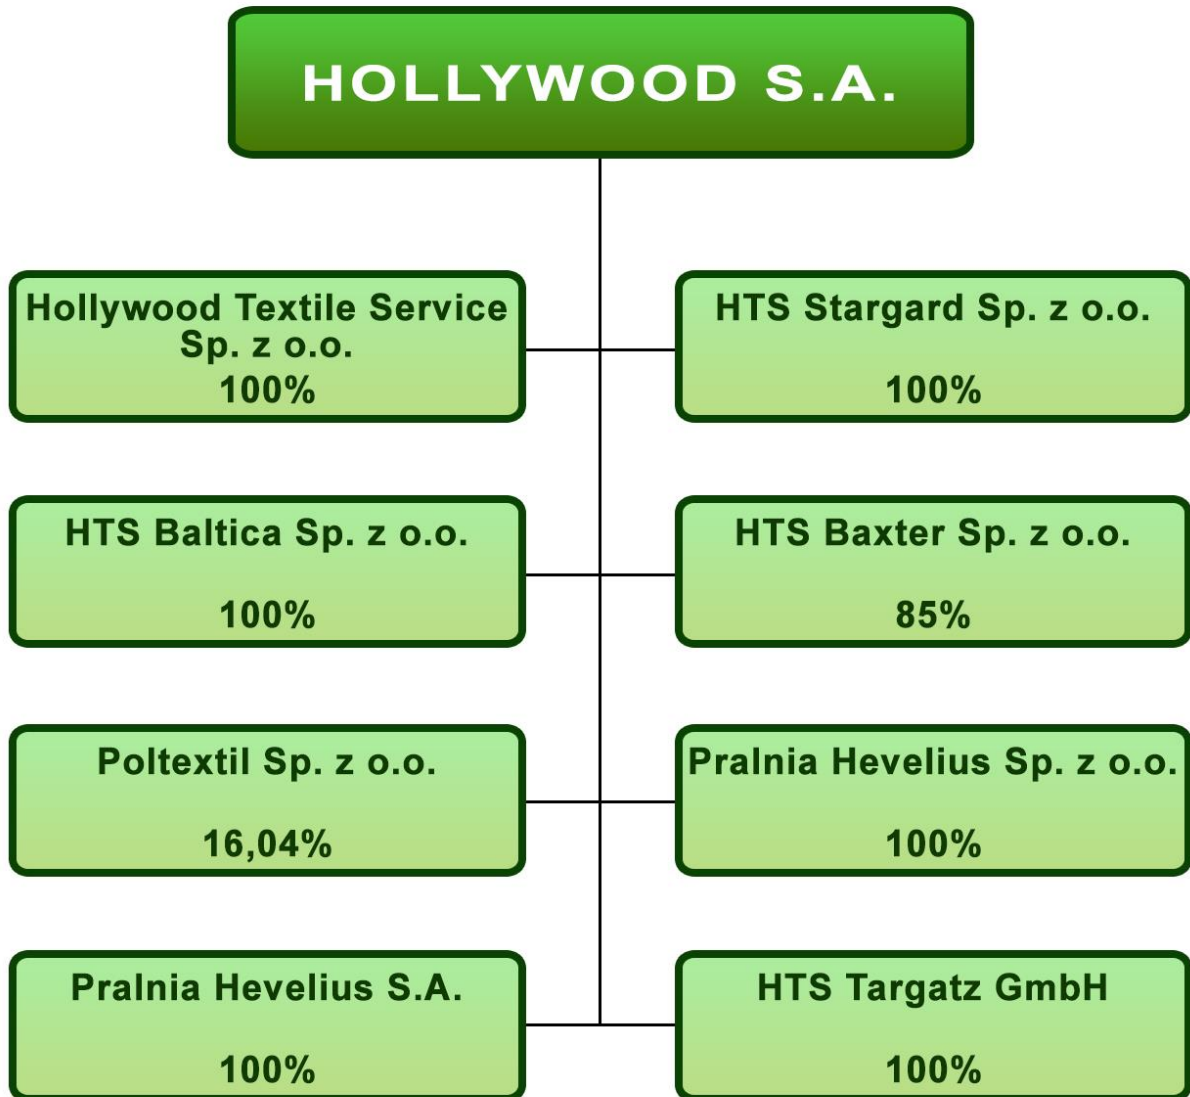 HOLLYWOOD S.A.
Hollywood Textile Service
Sp. z o.o.
100%
HTS Stargard Sp. z o.o.
100%
HTS Baltica Sp. z o.o.
100%
HTS Baxter Sp. z o.o.
85%
Poltextil Sp. z o.o.
16,04%
Pralnia Hevelius Sp. z o.o.
100%
Pralnia Hevelius S.A.
100%
HTS Targatz GmbH
100%